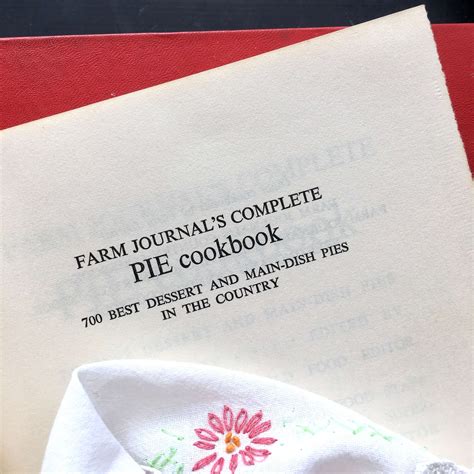 FARM JOURNAL'S COMPLETE
PIE cookbook
700 BEST DESSERT AND MAIN-DISH PIES
IN THE COUNTRY